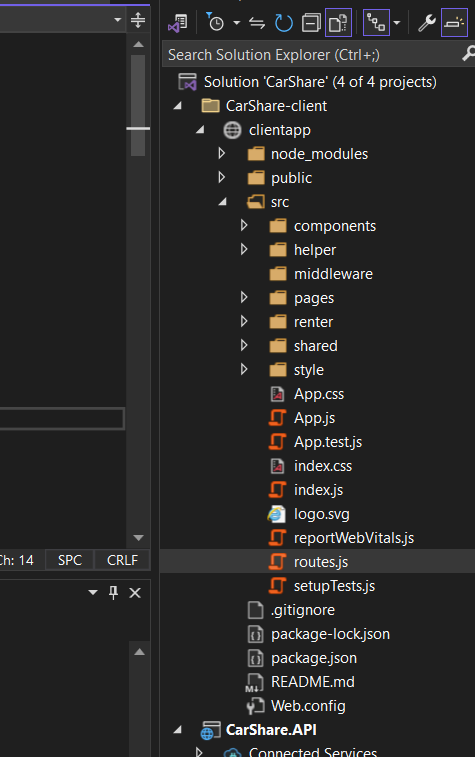 Search Solution Explorer (Ctrl+;)
Solution 'CarShare' (4 of 4 projects)
CarShare-client
clientapp
node_modules
public
src
components
helper
middleware
pages
renter
shared
style
App.css
App.js
App.test.js
index.css
index.js
logo.svg
reportWebVitals.js
Ch: 14 SPC CRLF
routes.js
setupTests.js
.gitignore
package-lock.json
package.json
README.md
Web.config
CarShare.API
Connected Services